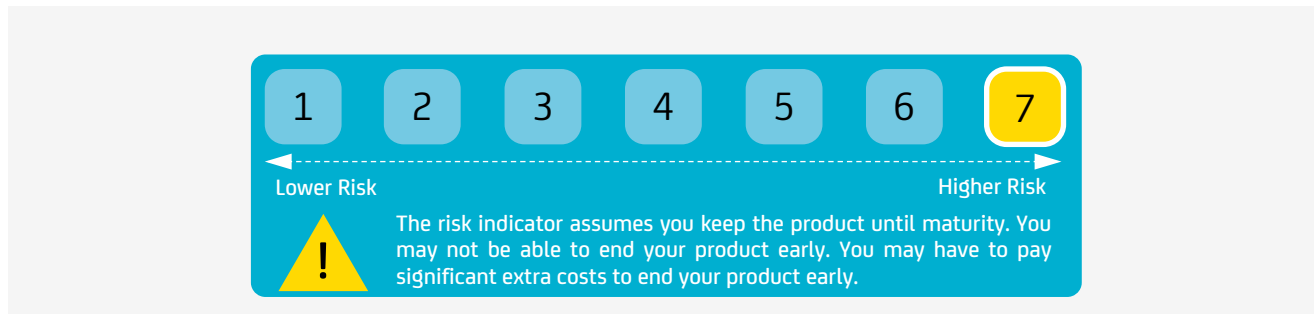 1 2 3 4 5 6 7
Lower Risk Higher Risk
! The risk indicator assumes you keep the product until maturity. You
may not be able to end your product early. You may have to pay
significant extra costs to end your product early.